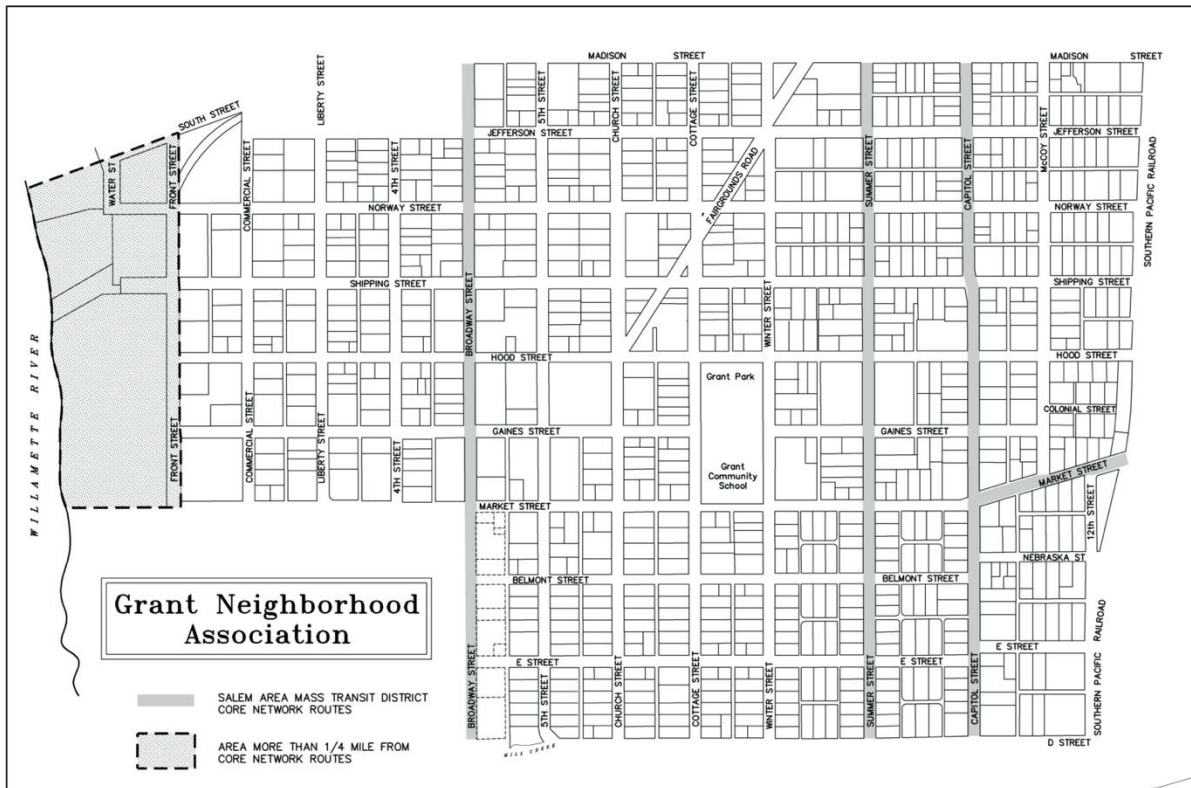 MADISON STREET
MADISON STREET
LIBERTY STREET
5TH STREET
CHURCH STREET
COTTAGE STREET
SOUTH STREET
JEFFERSON STREET
McCOY STREET
JEFFERSON STREET
WATER ST
FRONT STREET
COMMERCIAL STREET
4TH STREET
FAIRGROUNDS ROAD
SUMMER STREET
CAPITOL STREET
SOUTHERN PACIFIC RAILROAD
NORWAY STREET
NORWAY STREET
SHIPPING STREET
SHIPPING STREET
BROADWAY STREET
WINTER STREET
HOOD STREET
HOOD STREET
WILLAMETTE RIVER
Grant Park
COLONIAL STREET
FRONT STREET
COMMERCIAL STREET
LIBERTY STREET
4TH STREET
GAINES STREET
GAINES STREET
Grant
Community
School
MARKET STREET
MARKET STREET
12th STREET
NEBRASKA ST
BELMONT STREET
BELMONT STREET
Grant Neighborhood
Association
E STREET
E STREET
E STREET
BROADWAY STREET
5TH STREET
CHURCH STREET
COTTAGE STREET
WINTER STREET
SUMMER STREET
CAPITOL STREET
SOUTHERN PACIFIC RAILROAD
SALEM AREA MASS TRANSIT DISTRICT
CORE NETWORK ROUTES
D STREET
MILL CREEK
AREA MORE THAN 1/4 MILE FROM
CORE NETWORK ROUTES